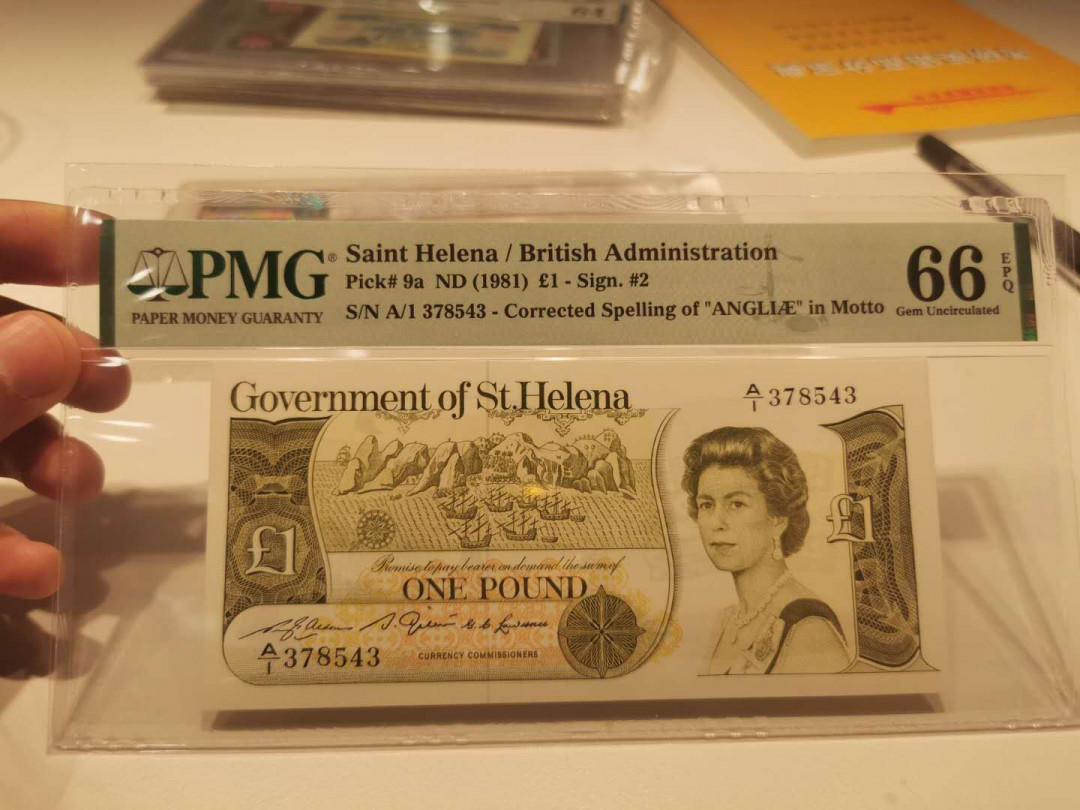 PMG®
PAPER MONEY GUARANTY
Saint Helena / British Administration
Pick# 9a ND (1981) £1 - Sign. #2
S/N A/1 378543 - Corrected Spelling of "ANGLIÆ" in Motto
66
EPQ
Gem Uncirculated
Government of St.Helena
A/1 378543
£1
£1
Promise to pay bearer on demand the sum of
ONE POUND
A/1 378543
CURRENCY COMMISSIONERS